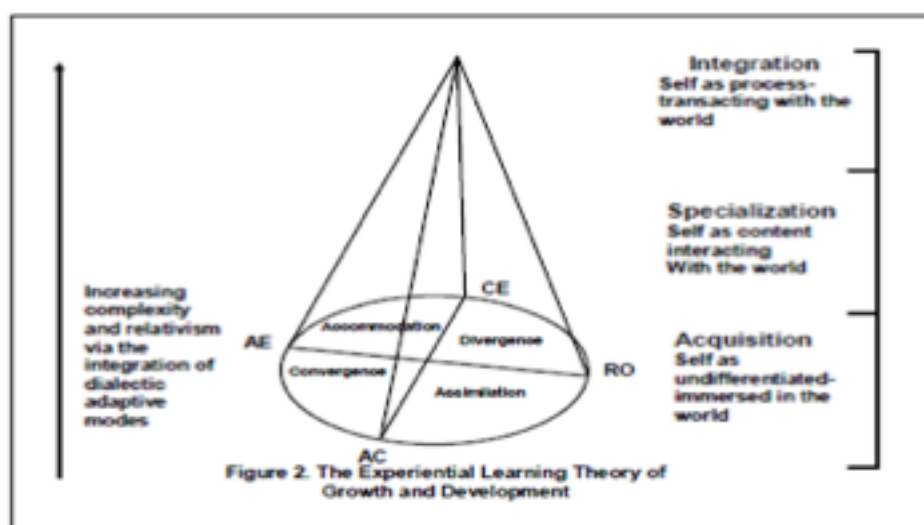 Integration
Self as process-
transacting with the
world
Specialization
Self as content
interacting
With the world
Acquisition
Self as
undifferentiated-
immersed in the
world
Increasing
complexity
and relativism
via the
integration of
dialectic
adaptive
modes
CE
AE
Accommodation
Divergence
RO
Convergence
Assimilation
AC
Figure 2. The Experiential Learning Theory of
Growth and Development